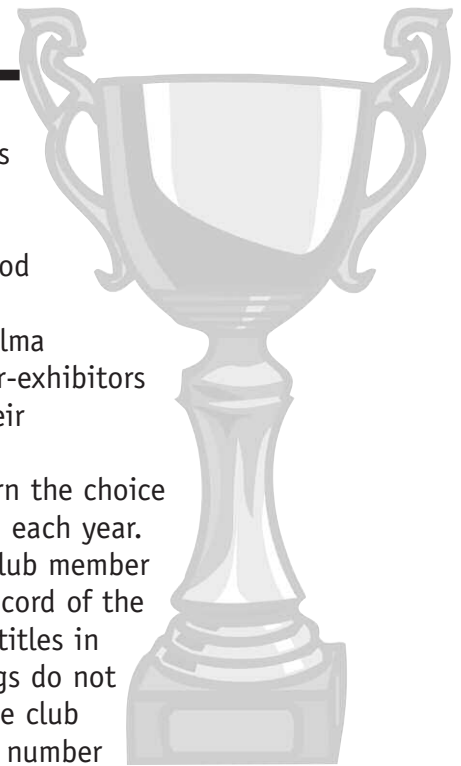 s
od
lma
r-exhibitors
eir
rn the choice
each year.
lub member
cord of the
titles in
gs do not
e club
number